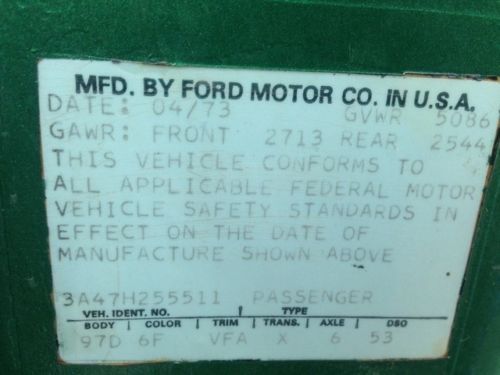 MFD. BY FORD MOTOR CO. IN U.S.A.
DATE: 04/73 GVWR 5086
GAWR: FRONT 2713 REAR 2544
THIS VEHICLE CONFORMS TO
ALL APPLICABLE FEDERAL MOTOR
VEHICLE SAFETY STANDARDS IN
EFFECT ON THE DATE OF
MANUFACTURE SHOWN ABOVE
3A47H255511 PASSENGER
VEH. IDENT. NO. TYPE
BODY COLOR TRIM TRANS. AXLE DSO
97D 6F VFA X 6 53